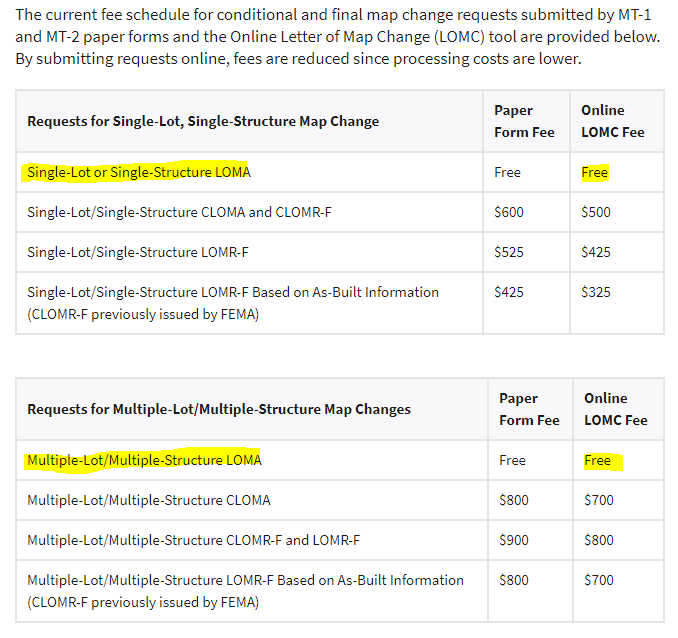 The current fee schedule for conditional and final map change requests submitted by MT-1
and MT-2 paper forms and the Online Letter of Map Change (LOMC) tool are provided below.
By submitting requests online, fees are reduced since processing costs are lower.
Requests for Single-Lot, Single-Structure Map Change
Paper
Form Fee
Online
LOMC Fee
Single-Lot or Single-Structure LOMA
Free
Free
Single-Lot/Single-Structure CLOMA and CLOMR-F
$600
$500
Single-Lot/Single-Structure LOMR-F
$525
$425
Single-Lot/Single-Structure LOMR-F Based on As-Built Information
(CLOMR-F previously issued by FEMA)
$425
$325
Requests for Multiple-Lot/Multiple-Structure Map Changes
Paper
Form Fee
Online
LOMC Fee
Multiple-Lot/Multiple-Structure LOMA
Free
Free
Multiple-Lot/Multiple-Structure CLOMA
$800
$700
Multiple-Lot/Multiple-Structure CLOMR-F and LOMR-F
$900
$800
Multiple-Lot/Multiple-Structure LOMR-F Based on As-Built Information
(CLOMR-F previously issued by FEMA)
$800
$700